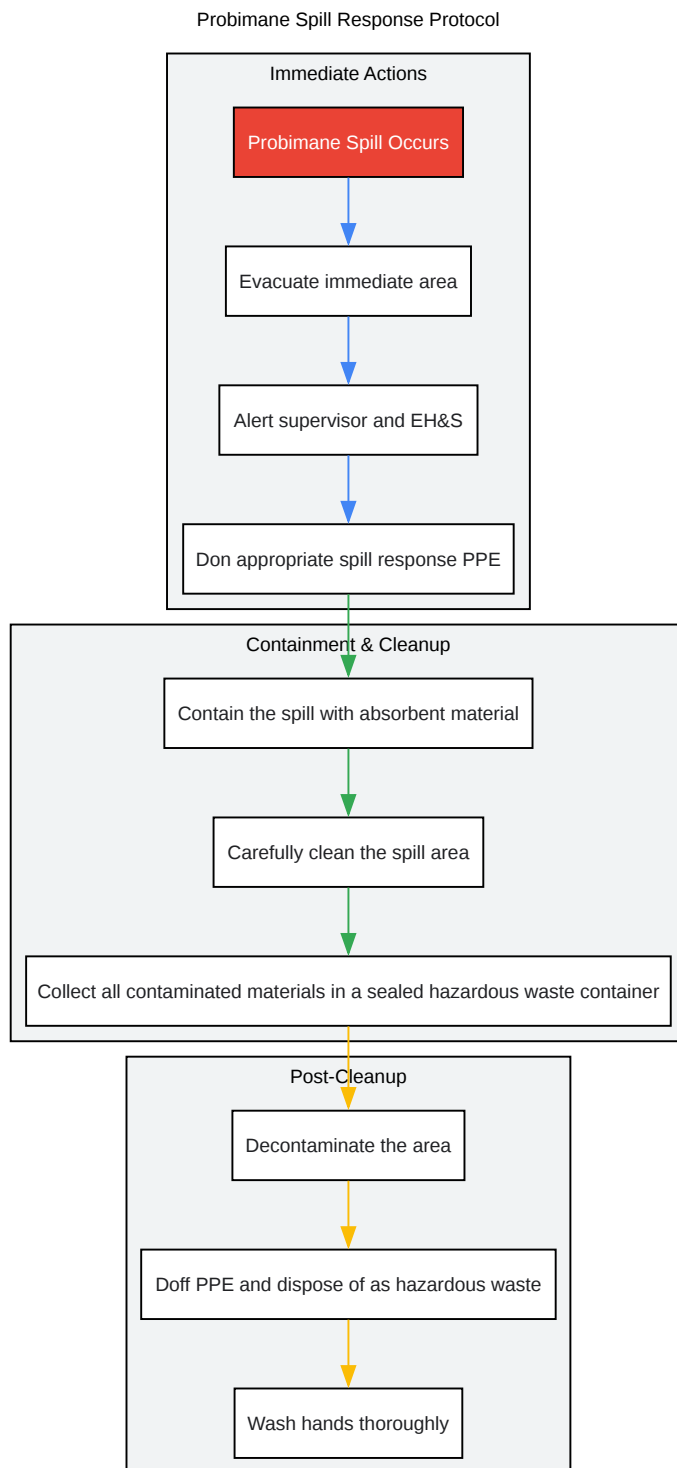 Probimane Spill Response Protocol
Immediate Actions
Probimane Spill Occurs
Evacuate immediate area
Alert supervisor and EH&S
Don appropriate spill response PPE
Containment & Cleanup
Contain the spill with absorbent material
Carefully clean the spill area
Collect all contaminated materials in a sealed hazardous waste container
Post-Cleanup
Decontaminate the area
Doff PPE and dispose of as hazardous waste
Wash hands thoroughly